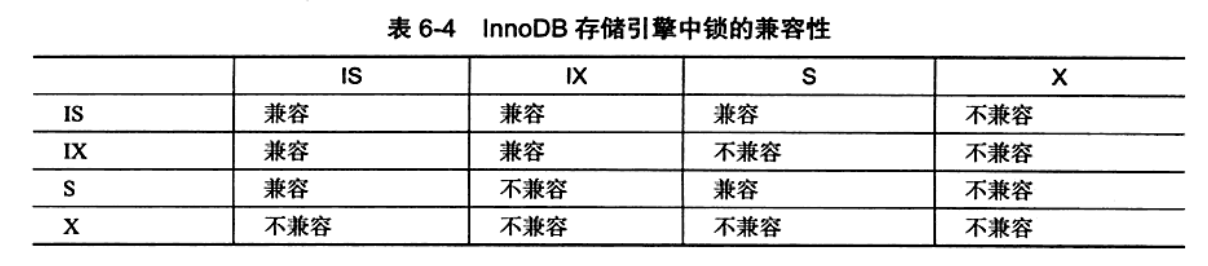 表 6-4 InnoDB 存储引擎中锁的兼容性
IS IX S X
IS 兼容 兼容 兼容 不兼容
IX 兼容 兼容 不兼容 不兼容
S 兼容 不兼容 兼容 不兼容
X 不兼容 不兼容 不兼容 不兼容